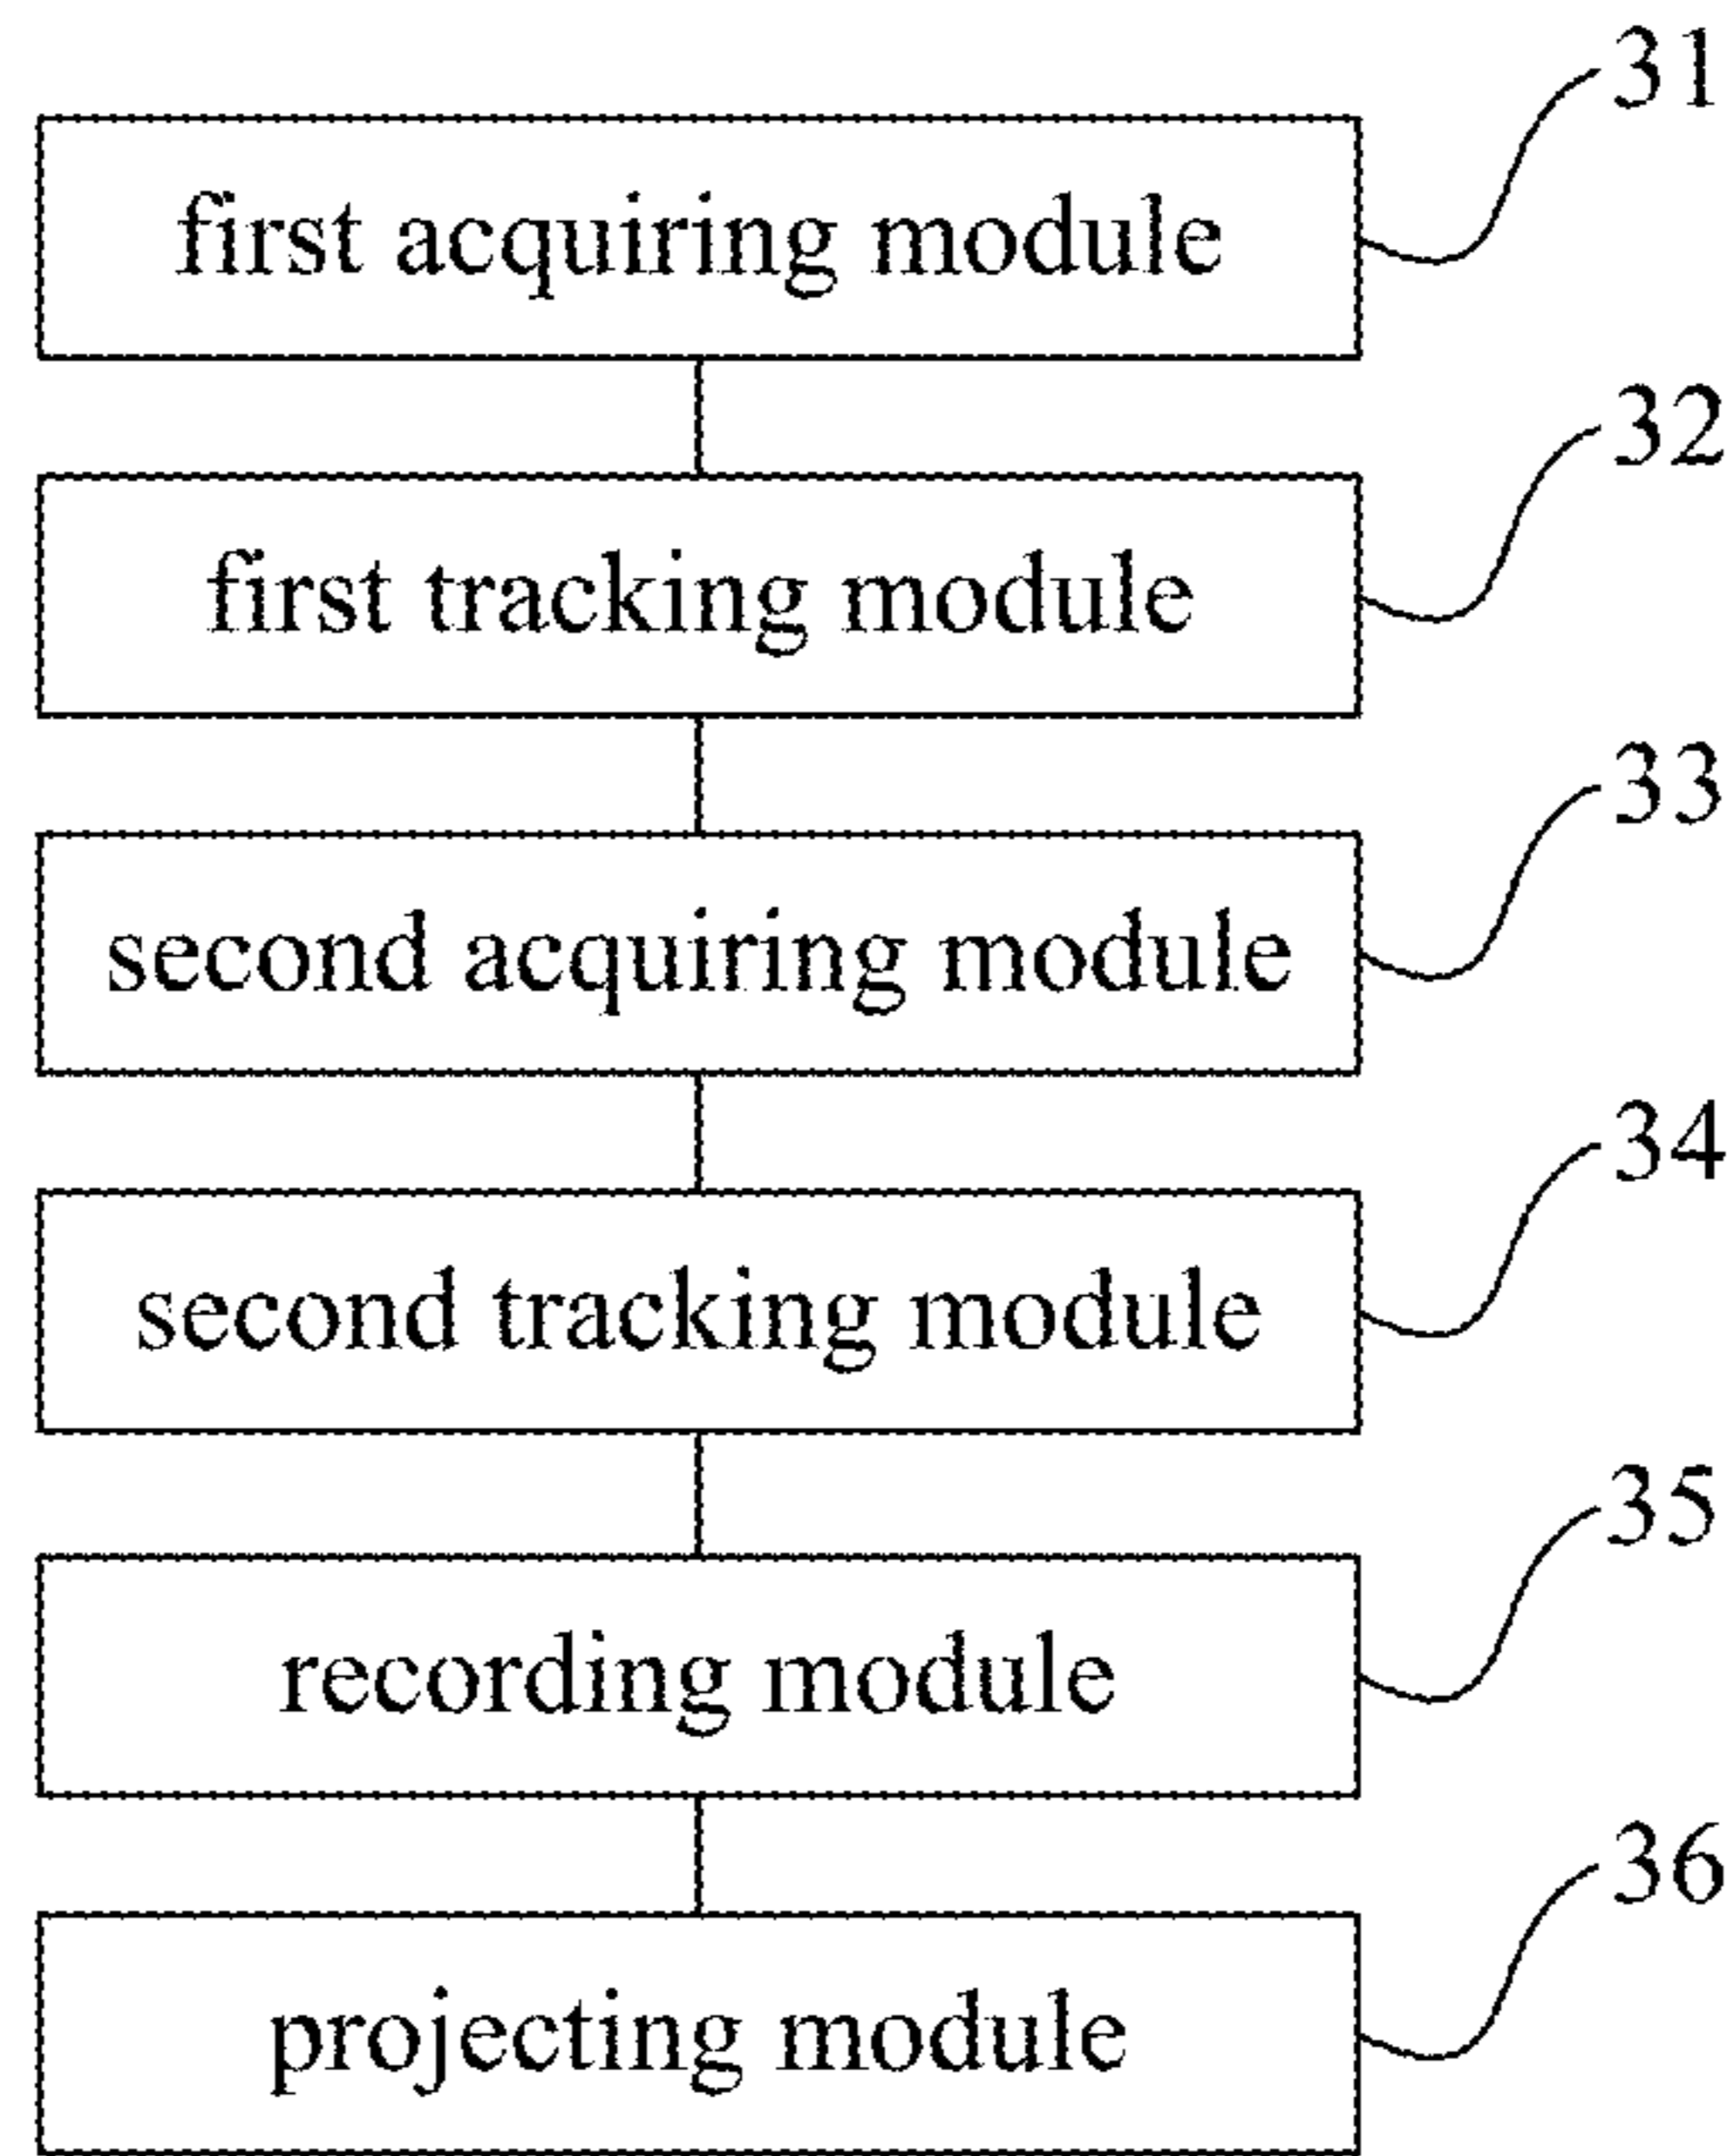 31
first acquiring module
32
first tracking module
33
second acquiring module
34
second tracking module
35
recording module
36
projecting module